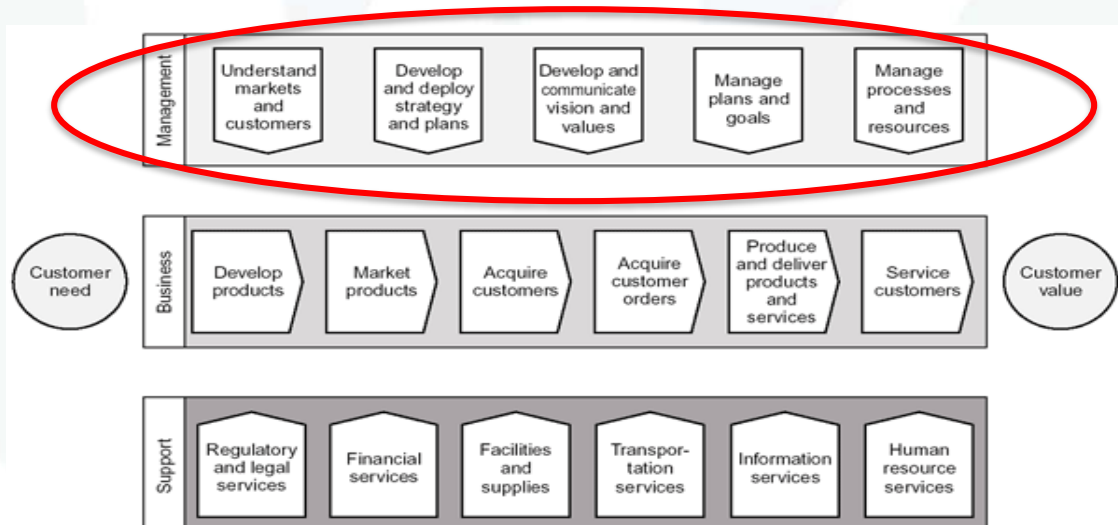 Management
Understand
markets
and
customers
Develop
and deploy
strategy
and plans
Develop and
communicate
vision and
values
Manage
plans and
goals
Manage
processes
and
resources
Customer
need
Business
Develop
products
Market
products
Acquire
customers
Acquire
customer
orders
Produce
and deliver
products
and
services
Service
customers
Customer
value
Support
Regulatory
and legal
services
Financial
services
Facilities
and
supplies
Transpor-
tation
services
Information
services
Human
resource
services